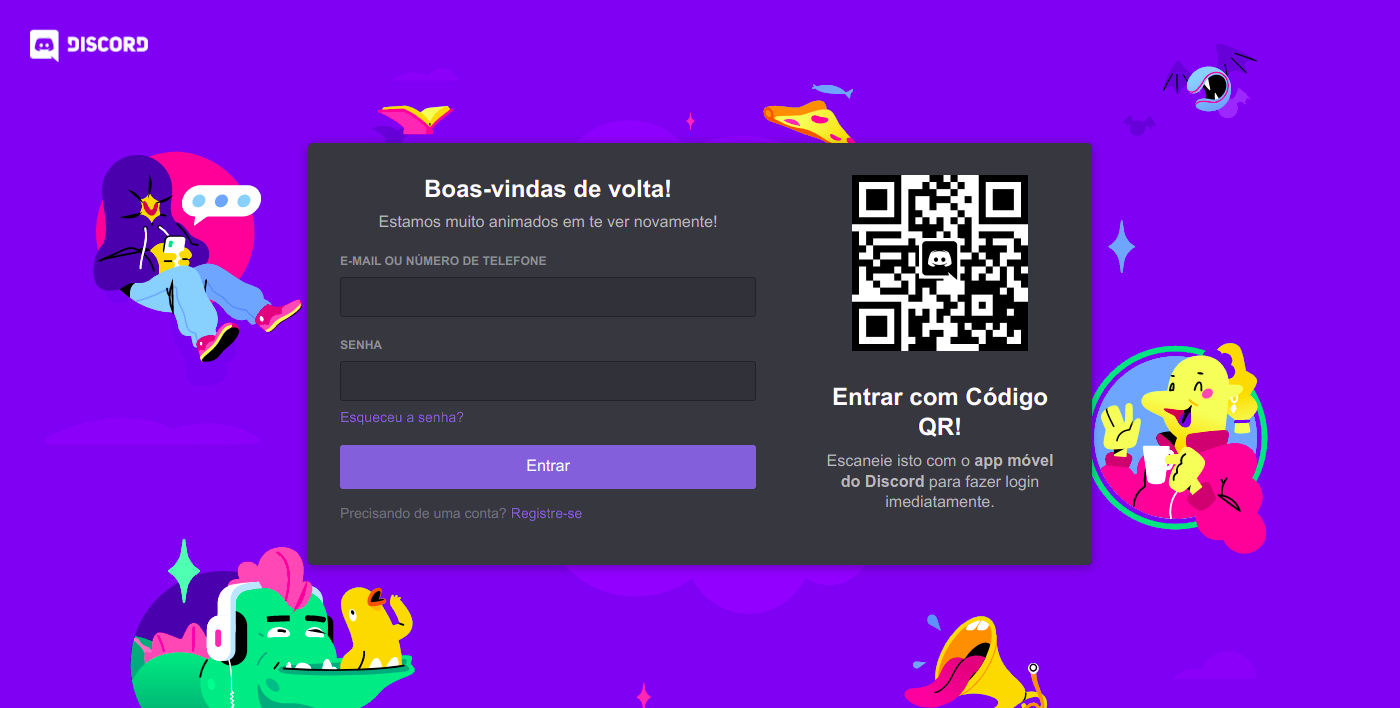 DISCORD
Boas-vindas de volta!
Estamos muito animados em te ver novamente!
E-MAIL OU NÚMERO DE TELEFONE
SENHA
Esqueceu a senha?
Entrar
Precisando de uma conta? Registre-se
Entrar com Código
QR!
Escaneie isto com o app móvel
do Discord para fazer login
imediatamente.